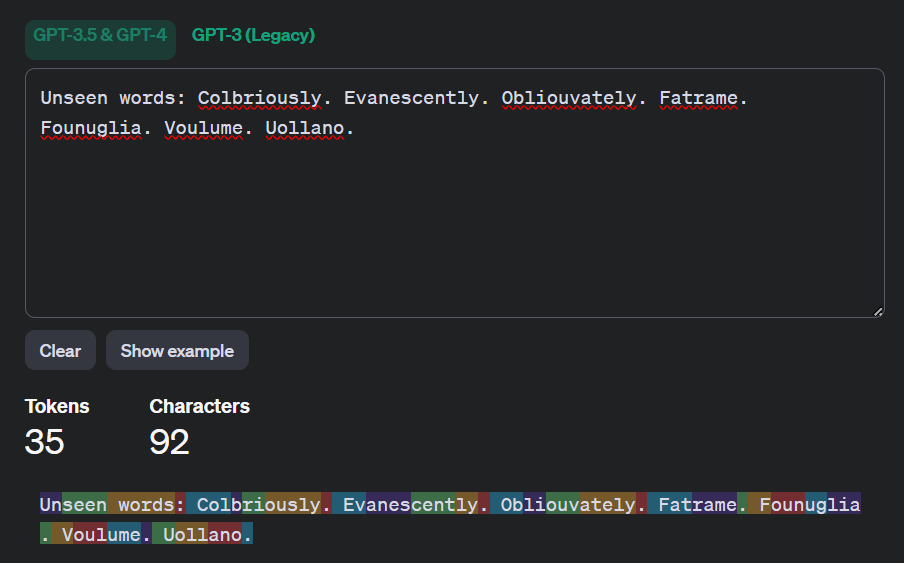 GPT-3.5 & GPT-4 GPT-3 (Legacy)
Unseen words: Colbriously. Evanescently. Obliouvately. Fatrame.
Founuglia. Voulume. Uollano.
Clear Show example
Tokens Characters
35 92
Unseen words: Colbriously. Evanescently. Obliouvately. Fatrame. Founuglia
. Voulume. Uollano.